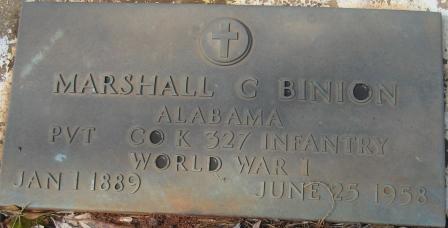 MARSHALL G BINION
ALABAMA
PVT CO K 327 INFANTRY
WORLD WAR I
JAN 1 1889 JUNE 25 1958